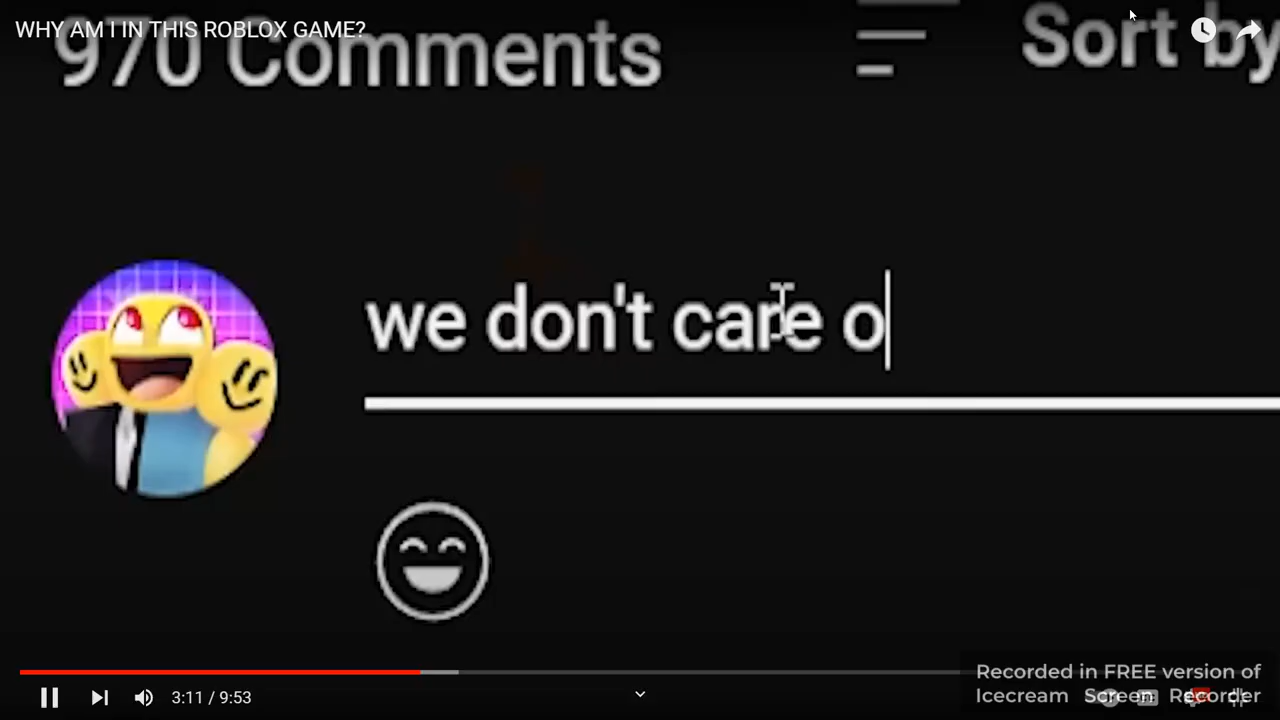 WHY AM I IN THIS ROBLOX GAME?
970 Comments
Sort by
we don't care o
3:11 / 9:53
Recorded in FREE version of
Icecream Screen Recorder